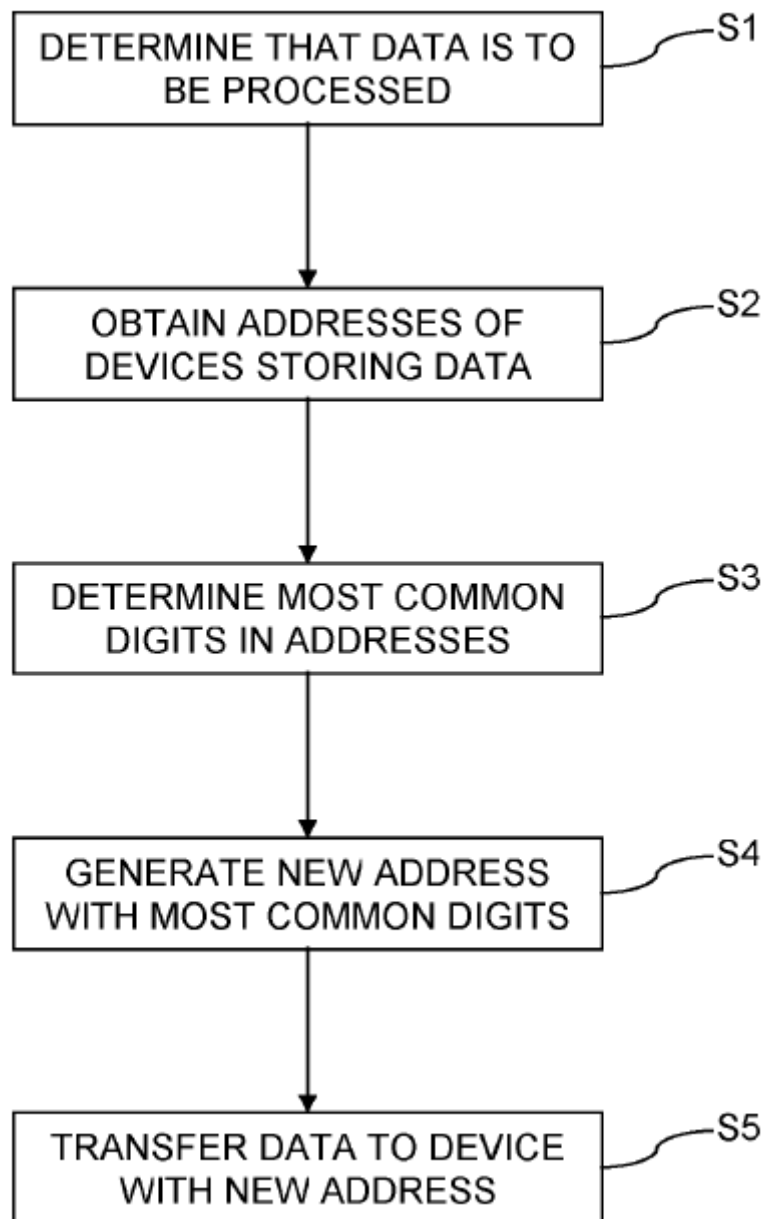 S1
DETERMINE THAT DATA IS TO
BE PROCESSED
S2
OBTAIN ADDRESSES OF
DEVICES STORING DATA
S3
DETERMINE MOST COMMON
DIGITS IN ADDRESSES
S4
GENERATE NEW ADDRESS
WITH MOST COMMON DIGITS
S5
TRANSFER DATA TO DEVICE
WITH NEW ADDRESS